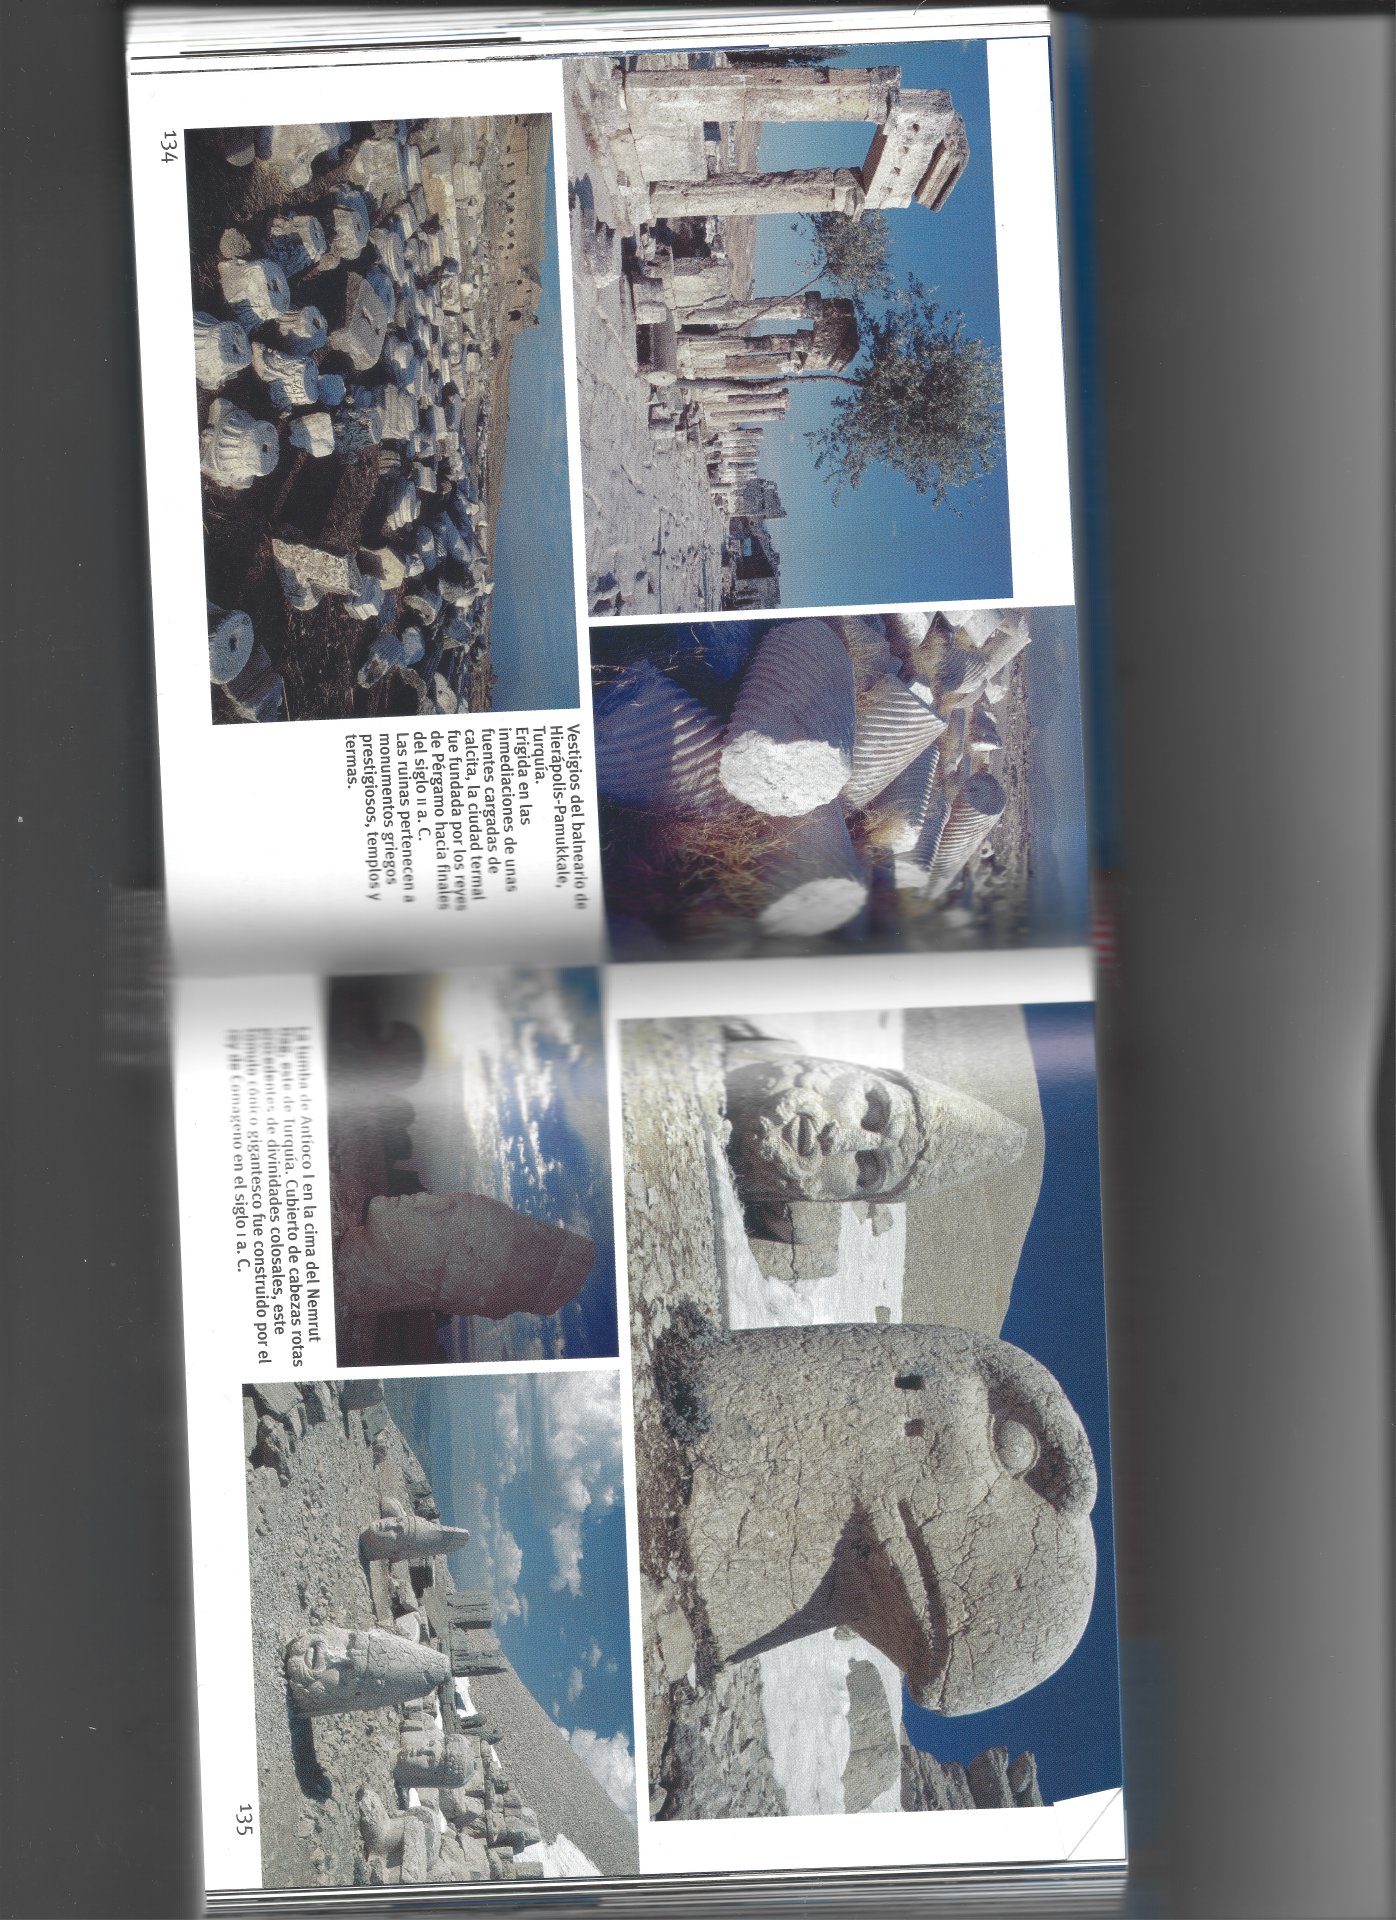 Vestigios del balneario de
Hierápolis-Pamukkale,
Turquía.
Erigida en las
inmediaciones de unas
fuentes cargadas de
calcita, la ciudad termal
fue fundada por los reyes
de Pérgamo hacia finales
del siglo II a. C.
Las ruinas pertenecen a
monumentos griegos
prestigiosos, templos y
termas.
134
La tumba de Antíoco I en la cima del Nemrut
este de Turquía. Cubierto de cabezas rotas
procedentes de divinidades colosales, este
túmulo cónico gigantesco fue construido por el
rey de Comageno en el siglo I a. C.
135